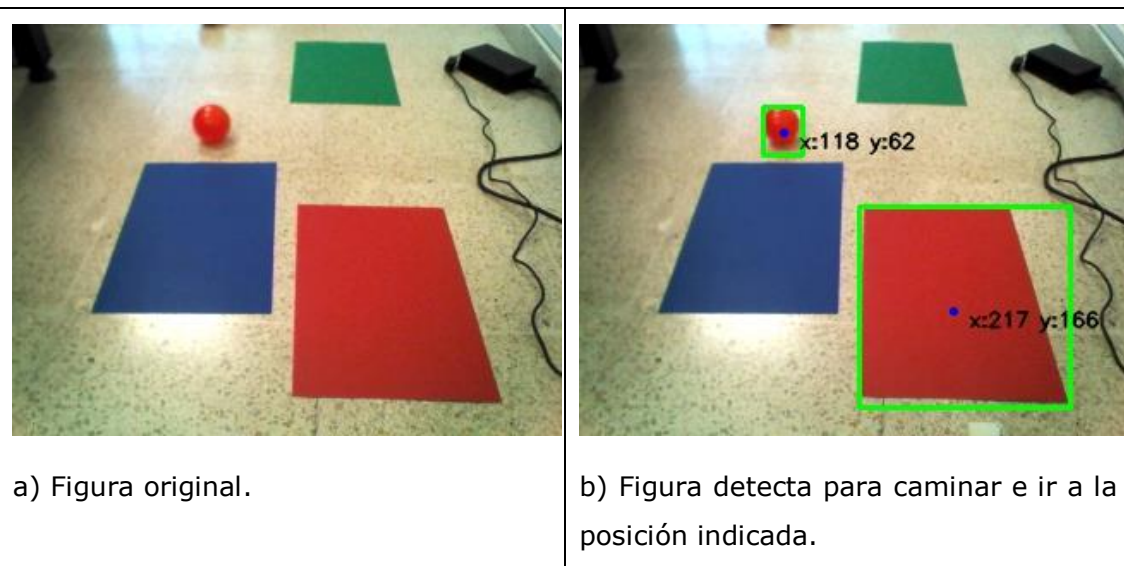 x:118 y:62
x:217 y:166
a) Figura original.
b) Figura detecta para caminar e ir a la
posición indicada.